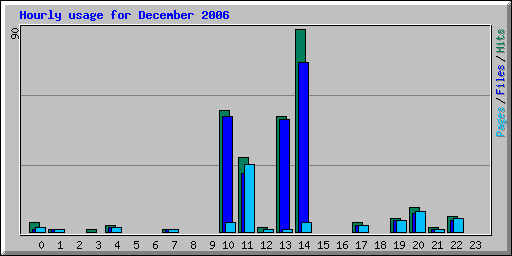 Hourly usage for December 2006
90
Pages/Files/Hits
0 1 2 3 4 5 6 7 8 9 10 11 12 13 14 15 16 17 18 19 20 21 22 23